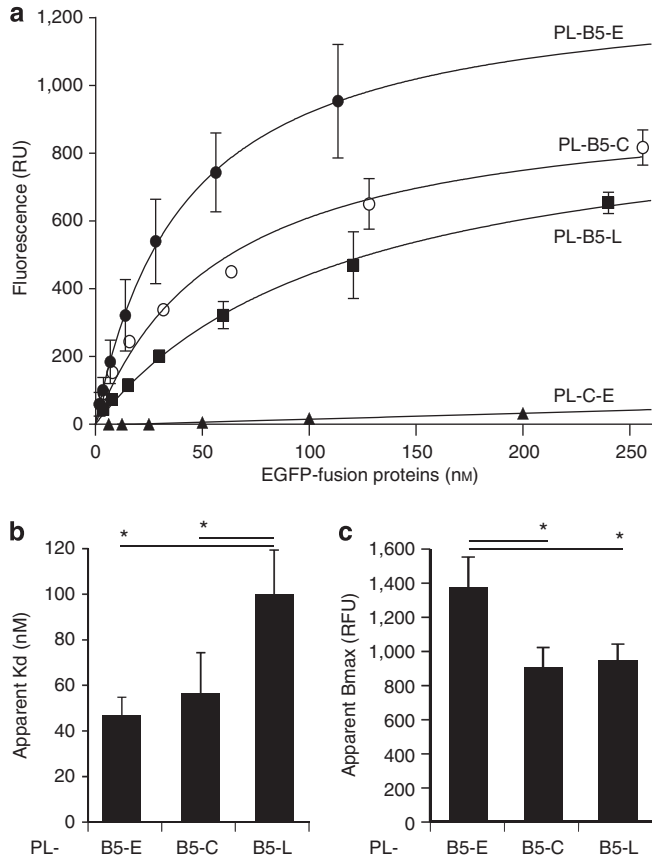 a
1,200
1,000
800
600
400
200
0
Fluorescence (RU)
PL-B5-E
PL-B5-C
PL-B5-L
PL-C-E
0 50 100 150 200 250
EGFP-fusion proteins (nM)
b
120
100
80
60
40
20
0
Apparent Kd (nM)
* *
PL- B5-E B5-C B5-L
c
1,600
1,400
1,200
1,000
800
600
400
200
0
Apparent Bmax (RFU)
* *
PL- B5-E B5-C B5-L